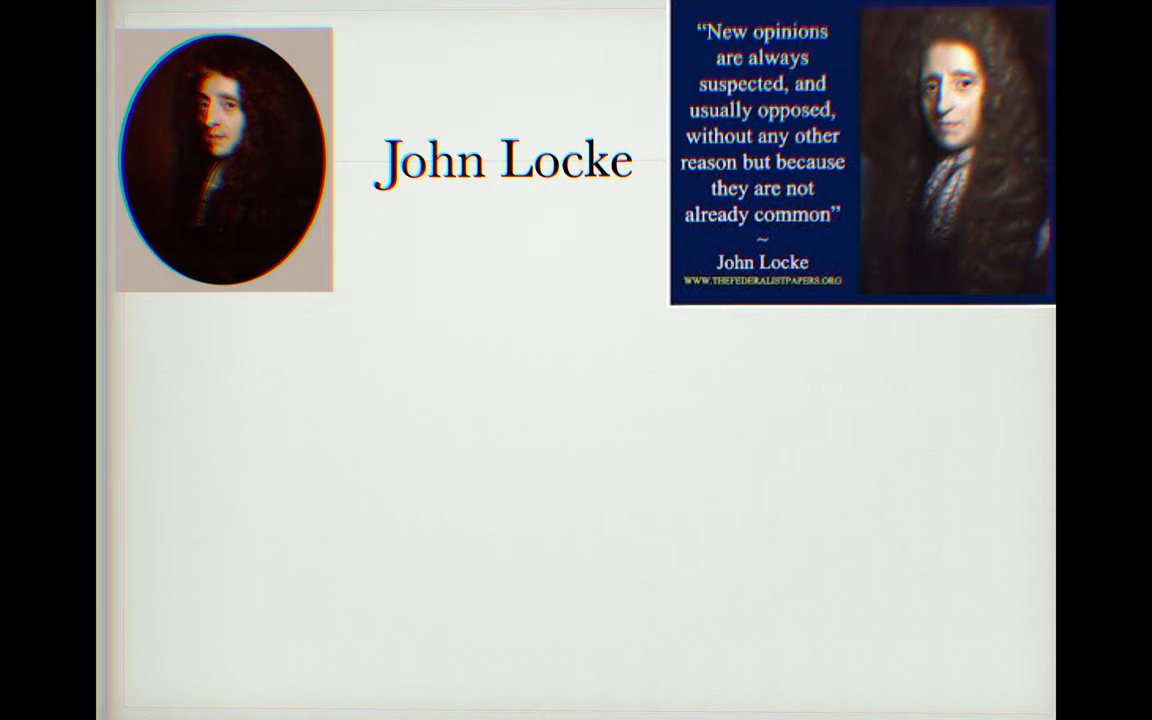 John Locke
“New opinions
are always
suspected, and
usually opposed,
without any other
reason but because
they are not
already common”
~
John Locke
WWW.THEFEDERALISTPAPERS.ORG